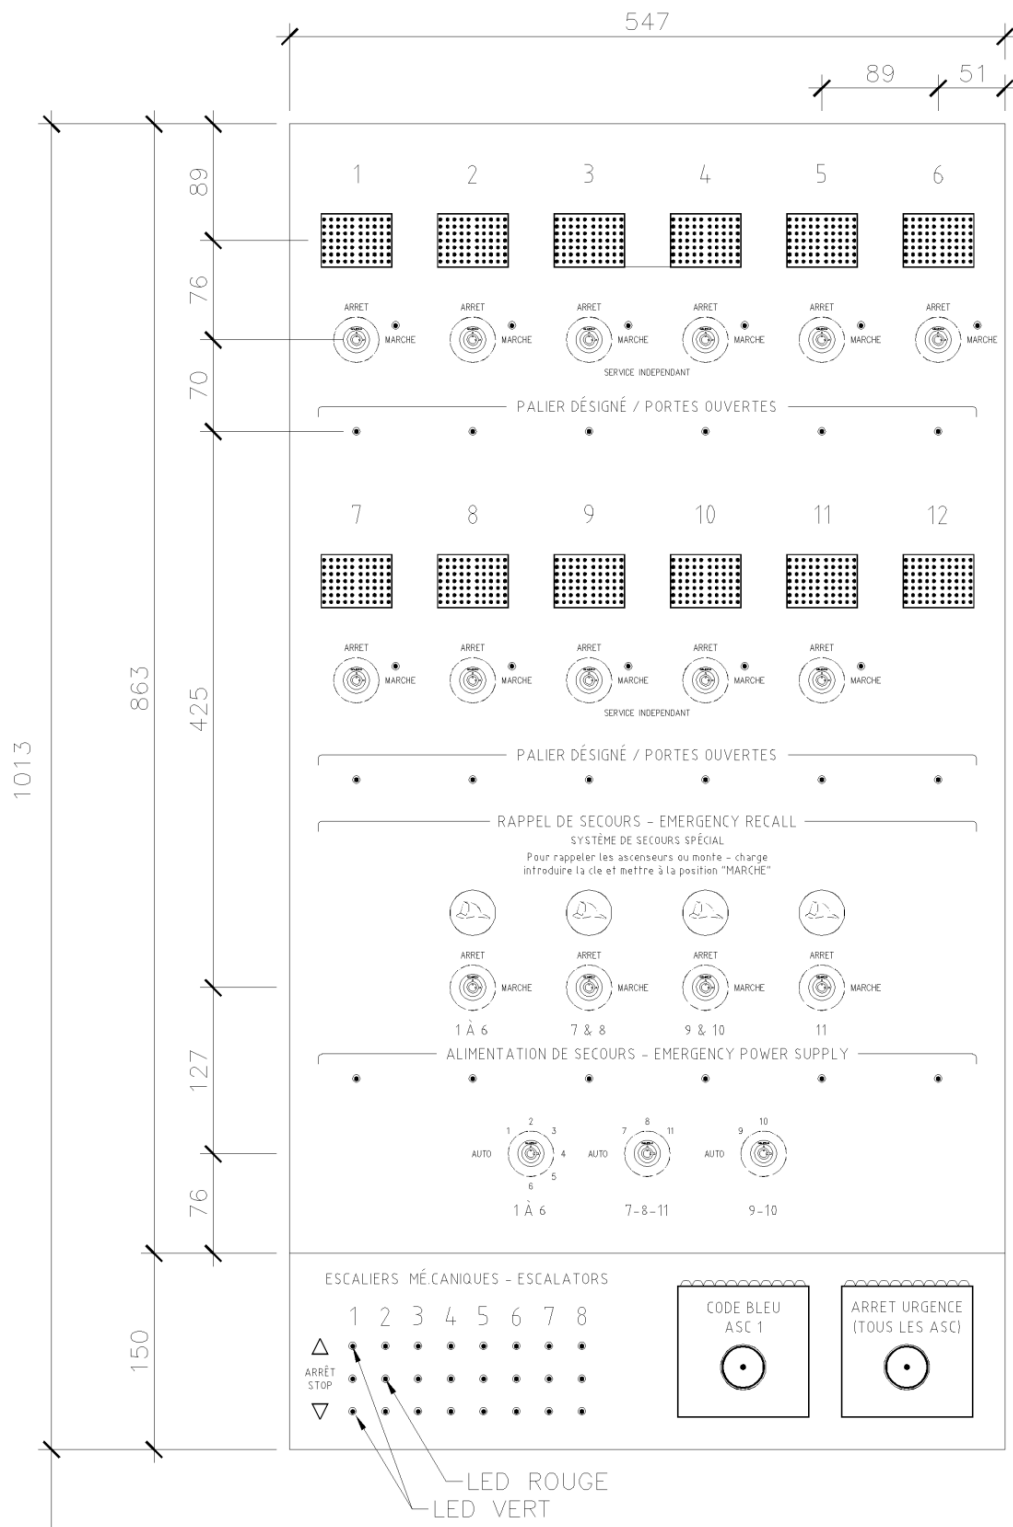 547
89 51
89
1 2 3 4 5 6
76
ARRET ARRET ARRET ARRET ARRET ARRET
MARCHE MARCHE MARCHE MARCHE MARCHE MARCHE
SERVICE INDEPENDANT
70
PALIER DÉSIGNÉ / PORTES OUVERTES
7 8 9 10 11 12
ARRET ARRET ARRET ARRET ARRET
MARCHE MARCHE MARCHE MARCHE MARCHE
SERVICE INDEPENDANT
863
425
1013
PALIER DÉSIGNÉ / PORTES OUVERTES
RAPPEL DE SECOURS - EMERGENCY RECALL
SYSTÈME DE SECOURS SPÉCIAL
Pour rappeler les ascenseurs ou monte - charge
introduire la cle et mettre à la position "MARCHE"
ARRET ARRET ARRET ARRET
MARCHE MARCHE MARCHE MARCHE
1 À 6 7 & 8 9 & 10 11
127
ALIMENTATION DE SECOURS - EMERGENCY POWER SUPPLY
AUTO 1 2 3 4 5 6
AUTO 7 8 11
AUTO 9 10
1 À 6 7-8-11 9-10
76
ESCALIERS MÉ.CANIQUES - ESCALATORS
1 2 3 4 5 6 7 8
ARRÊT
STOP
CODE BLEU
ASC 1
ARRET URGENCE
(TOUS LES ASC)
150
LED ROUGE
LED VERT